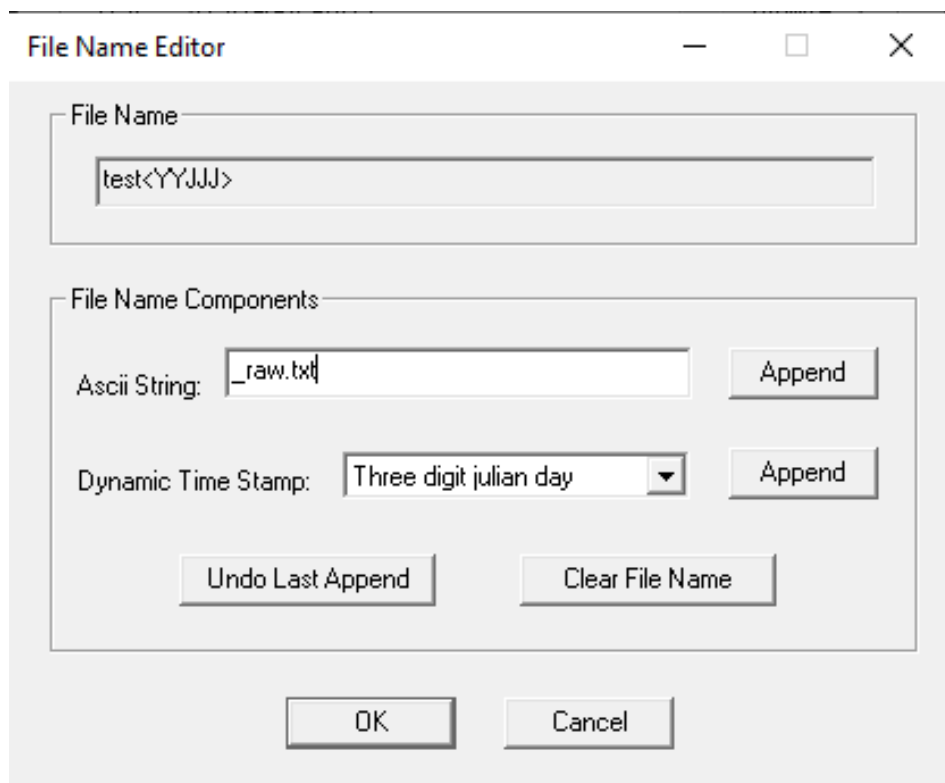 File Name Editor
File Name
test<YYJJJ>
File Name Components
Ascii String: _raw.txt Append
Dynamic Time Stamp: Three digit julian day Append
Undo Last Append Clear File Name
OK Cancel